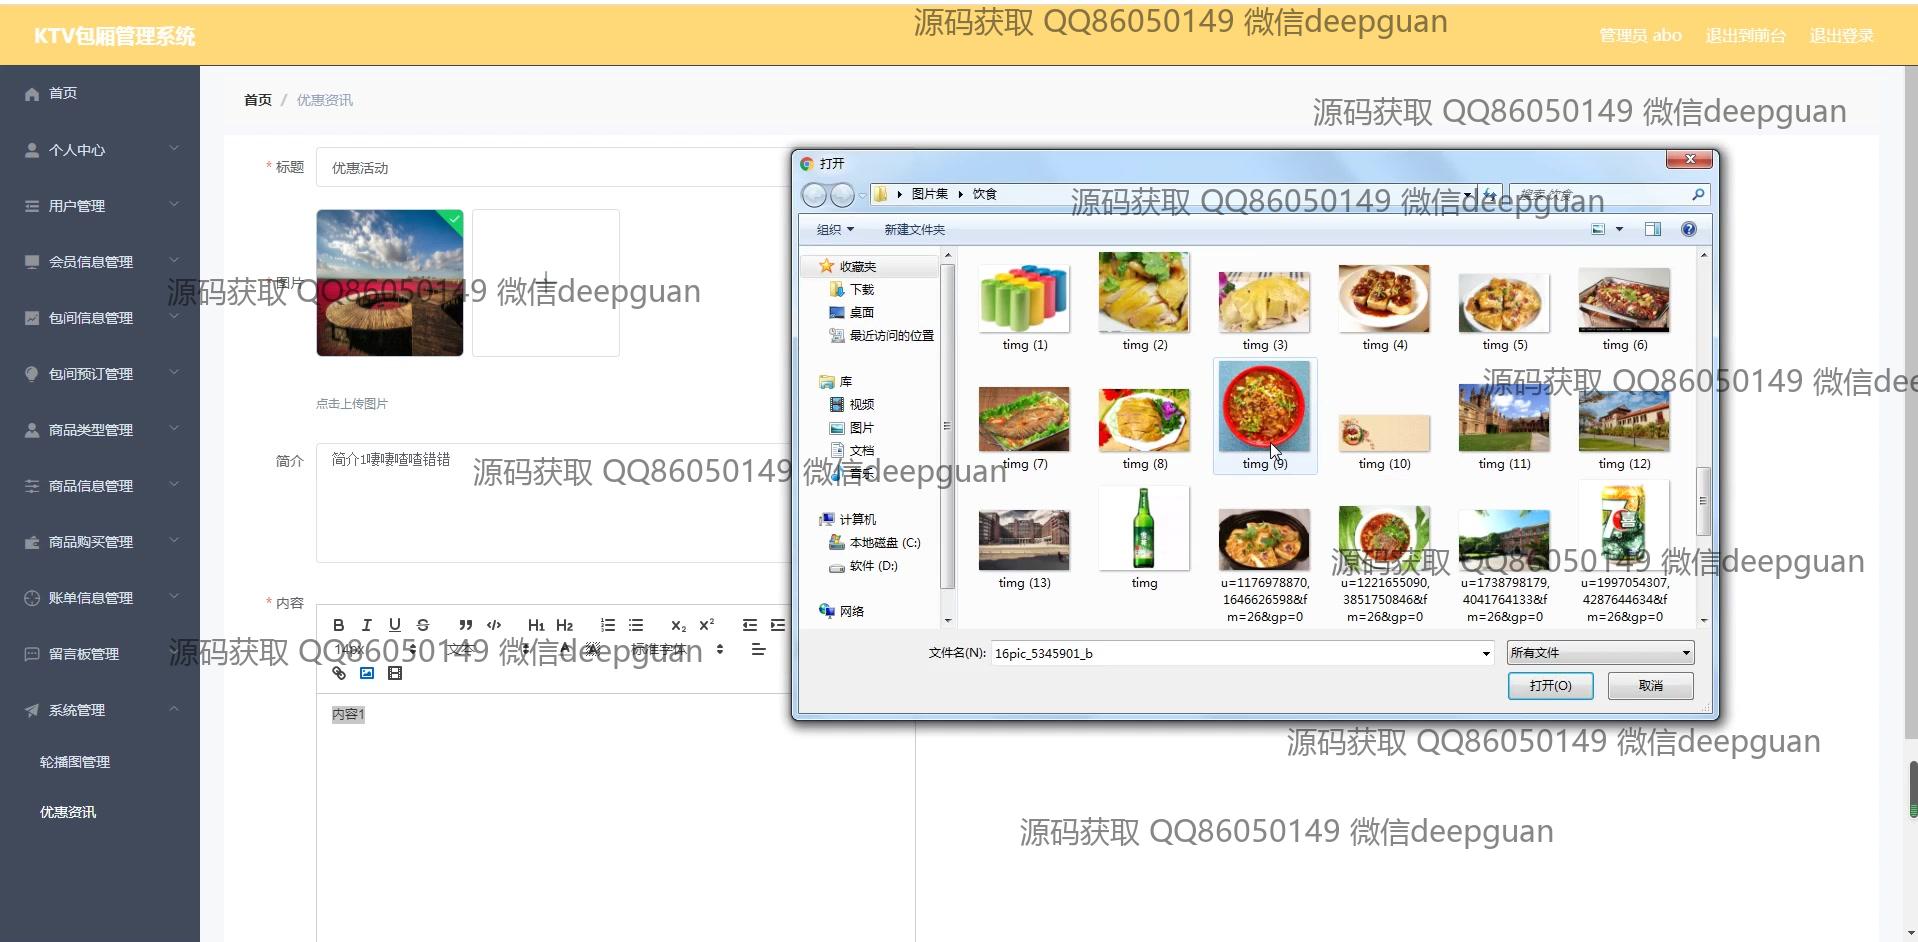 源码获取 QQ86050149 微信deepguan
KTV包厢管理系统
管理员 abo
退出到前台
退出登录
首页
个人中心
用户管理
会员信息管理
包间信息管理
包间预订管理
商品类型管理
商品信息管理
商品购买管理
账单信息管理
留言板管理
系统管理
轮播图管理
优惠资讯
首页 / 优惠资讯
源码获取 QQ86050149 微信deepguan
* 标题
优惠活动
* 图片
源码获取 QQ86050149 微信deepguan
点击上传图片
简介
简介1嘁嘁喳喳错错
源码获取 QQ86050149 微信deepguan
* 内容
B I U S H1 H2 X2 X2
14px
文本
标准字体
源码获取 QQ86050149 微信deepguan
内容1
打开
图片集 饮食
搜索 饮食
源码获取 QQ86050149 微信deepguan
组织
新建文件夹
收藏夹
下载
桌面
最近访问的位置
库
视频
图片
文档
音乐
计算机
本地磁盘 (C:)
软件 (D:)
网络
timg (1)
timg (2)
timg (3)
timg (4)
timg (5)
timg (6)
源码获取 QQ86050149 微信dee
timg (7)
timg (8)
timg (9)
timg (10)
timg (11)
timg (12)
timg (13)
timg
u=1176978870,
1646626598&f
m=26&gp=0
u=1221655090,
3851750846&f
m=26&gp=0
u=1738798179,
4041764133&f
m=26&gp=0
u=1997054307,
4287644634&f
m=26&gp=0
源码获取 QQ86050149 微信deepguan
文件名(N):
16pic_5345901_b
所有文件
打开(O)
取消
源码获取 QQ86050149 微信deepguan
源码获取 QQ86050149 微信deepguan